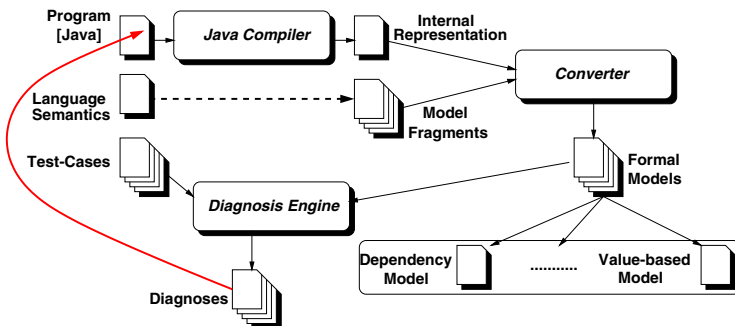 Program
[Java]
Java Compiler
Internal
Representation
Converter
Language
Semantics
Model
Fragments
Test-Cases
Formal
Models
Diagnosis Engine
Dependency
Model
...........
Value-based
Model
Diagnoses